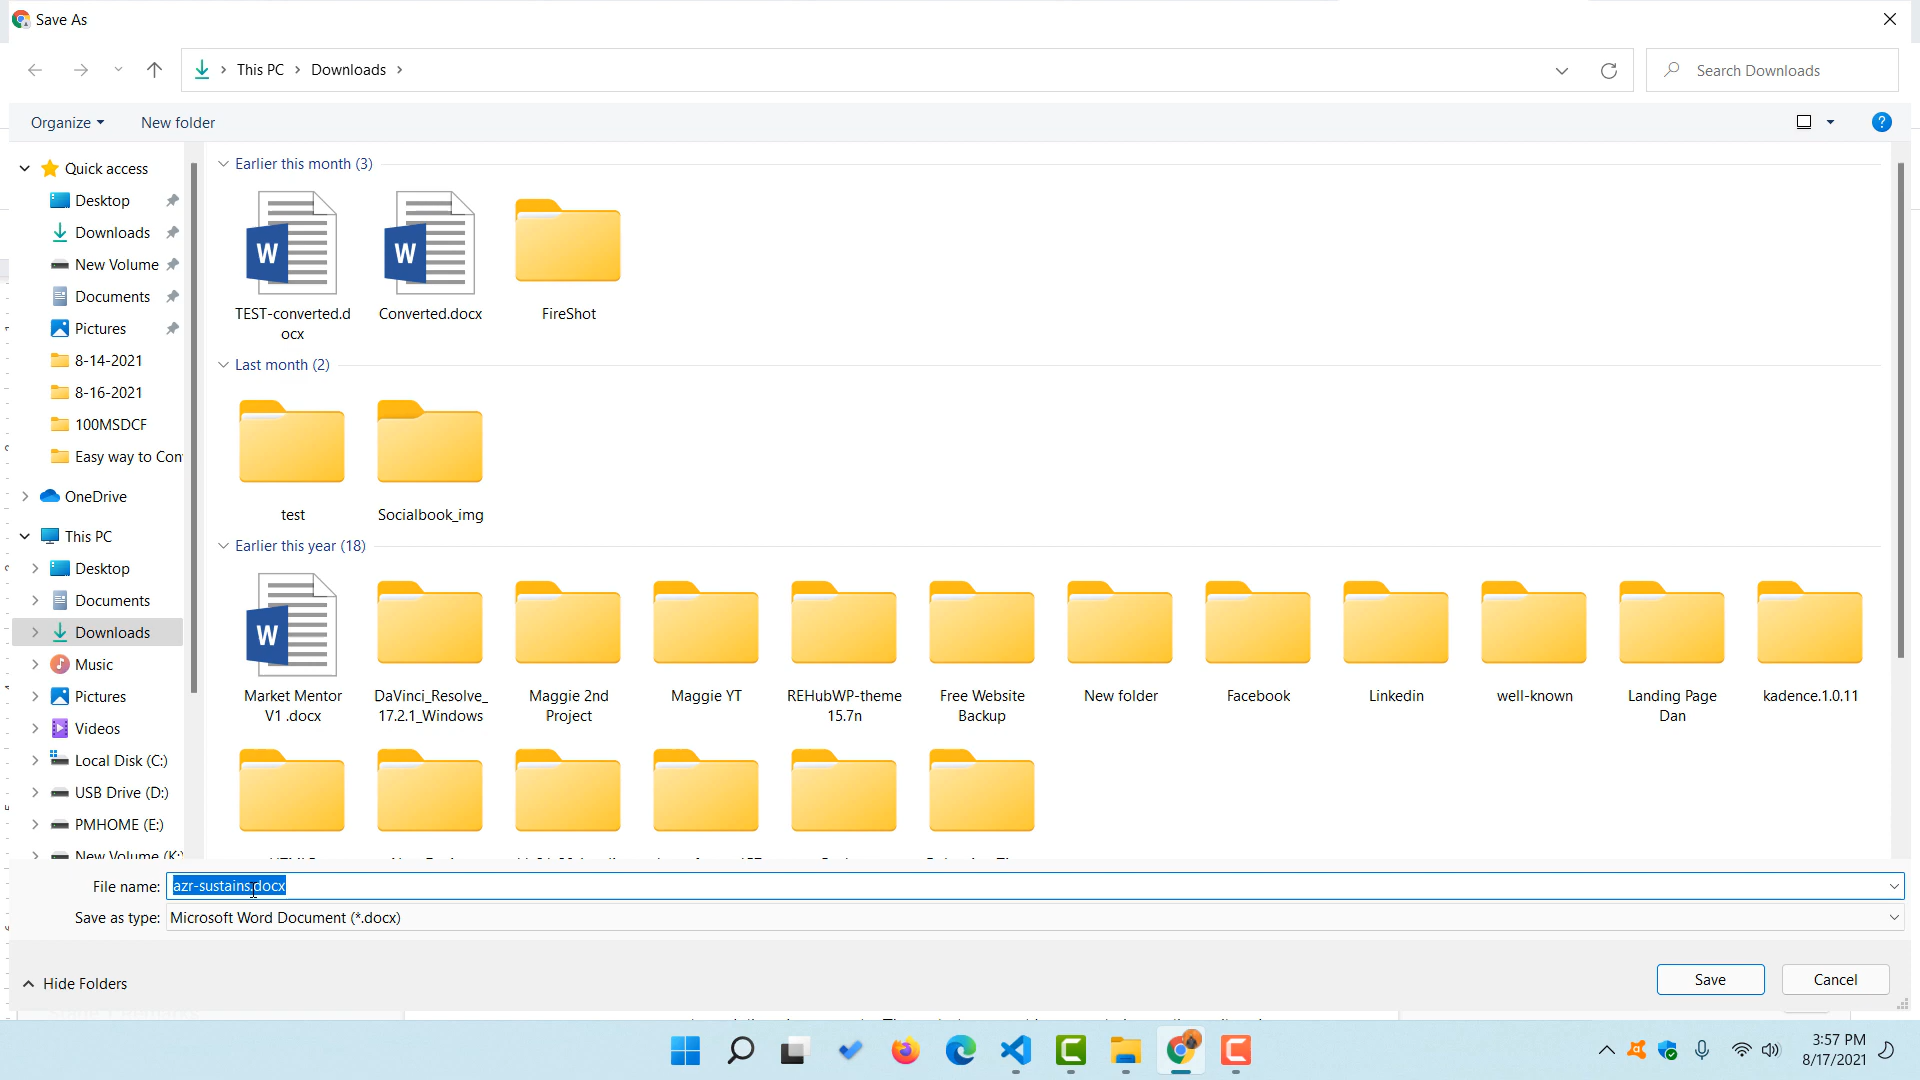 Save As
This PC
Downloads
Search Downloads
Organize
New folder
Quick access
Desktop
Downloads
New Volume
Documents
Pictures
8-14-2021
8-16-2021
100MSDCF
Easy way to Con
OneDrive
This PC
Desktop
Documents
Downloads
Music
Pictures
Videos
Local Disk (C:)
USB Drive (D:)
PMHOME (E:)
New Volume (K:)
Earlier this month (3)
TEST-converted.d
ocx
Converted.docx
FireShot
Last month (2)
test
Socialbook_img
Earlier this year (18)
Market Mentor
V1 .docx
DaVinci_Resolve_
17.2.1_Windows
Maggie 2nd
Project
Maggie YT
REHubWP-theme
15.7n
Free Website
Backup
New folder
Facebook
Linkedin
well-known
Landing Page
Dan
kadence.1.0.11
File name: azr-sustains.docx
Save as type: Microsoft Word Document (*.docx)
Hide Folders
Save
Cancel
3:57 PM
8/17/2021